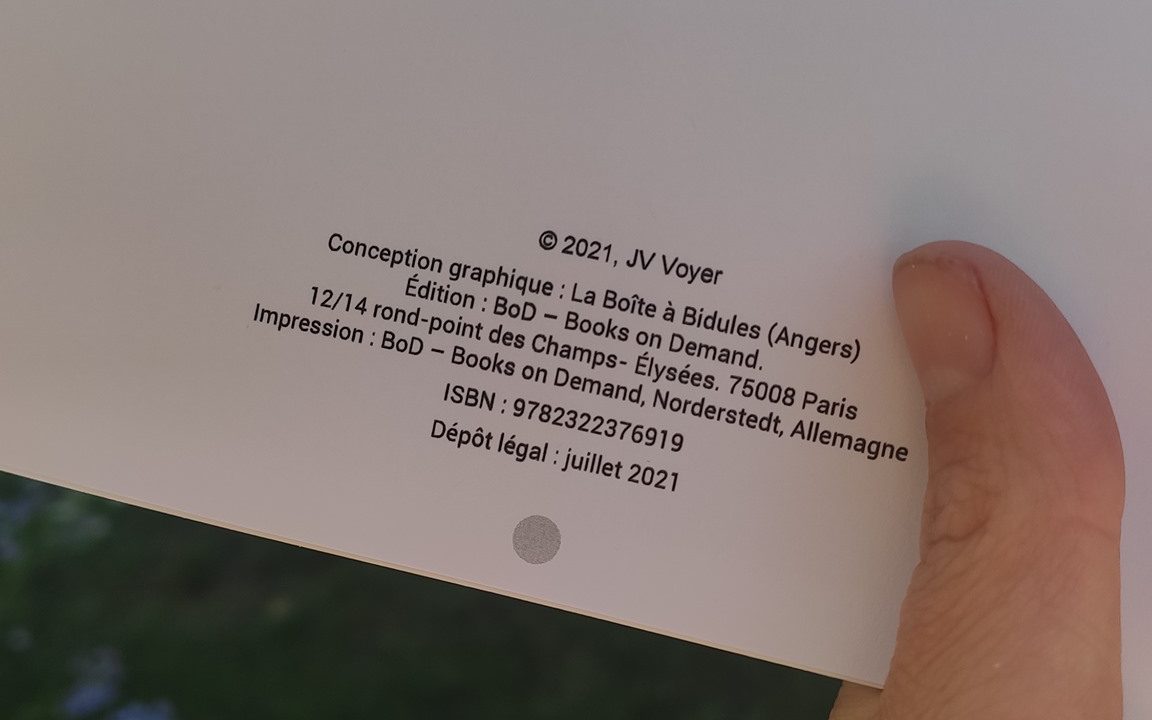 © 2021, JV Voyer
Conception graphique : La Boîte à Bidules (Angers)
Édition : BoD – Books on Demand.
12/14 rond-point des Champs- Élysées. 75008 Paris
Impression : BoD – Books on Demand, Norderstedt, Allemagne
ISBN : 9782322376919
Dépôt légal : juillet 2021